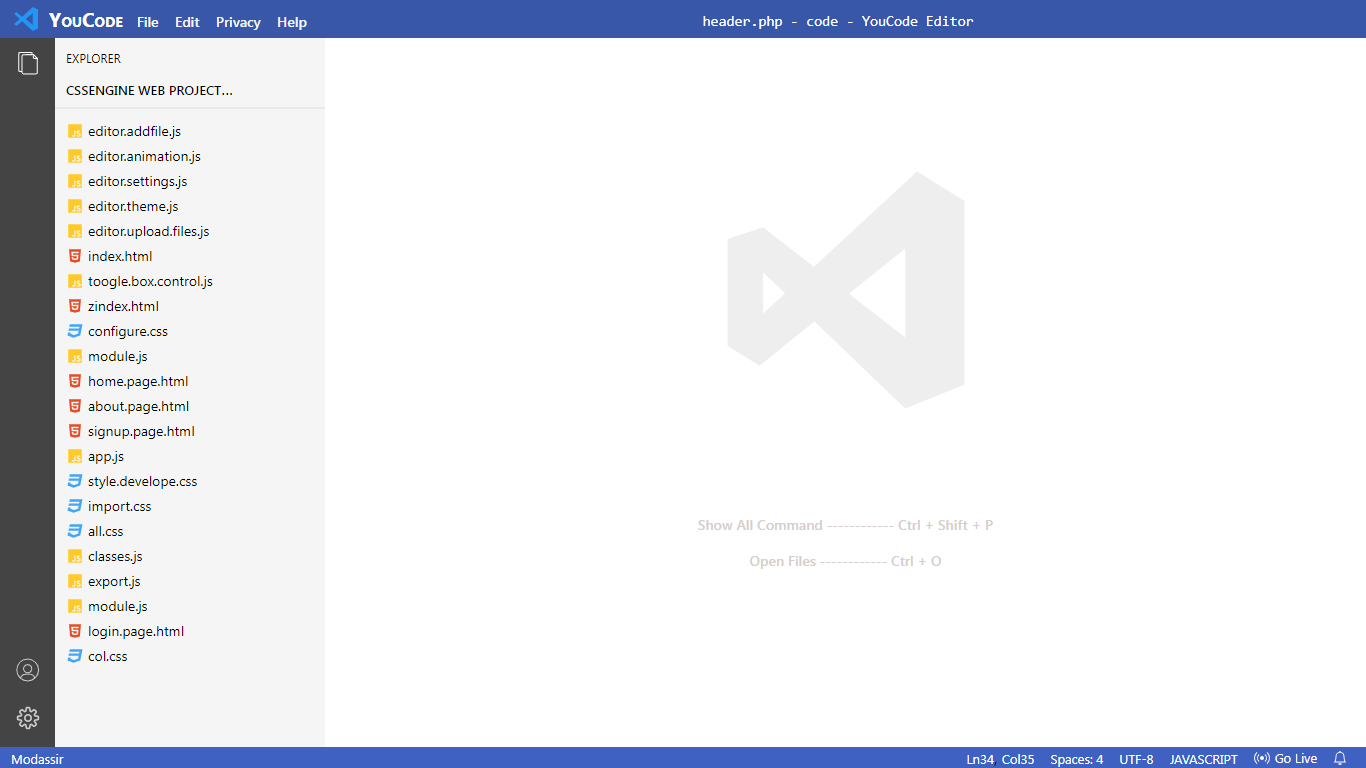 YouCode File Edit Privacy Help header.php - code - YouCode Editor
EXPLORER
CSSENGINE WEB PROJECT...
editor.addfile.js
editor.animation.js
editor.settings.js
editor.theme.js
editor.upload.files.js
index.html
toogle.box.control.js
zindex.html
configure.css
module.js
home.page.html
about.page.html
signup.page.html
app.js
style.develope.css
import.css
all.css
classes.js
export.js
module.js
login.page.html
col.css
Show All Command ------------ Ctrl + Shift + P
Open Files ------------ Ctrl + O
Modassir Ln34, Col35 Spaces: 4 UTF-8 JAVASCRIPT Go Live